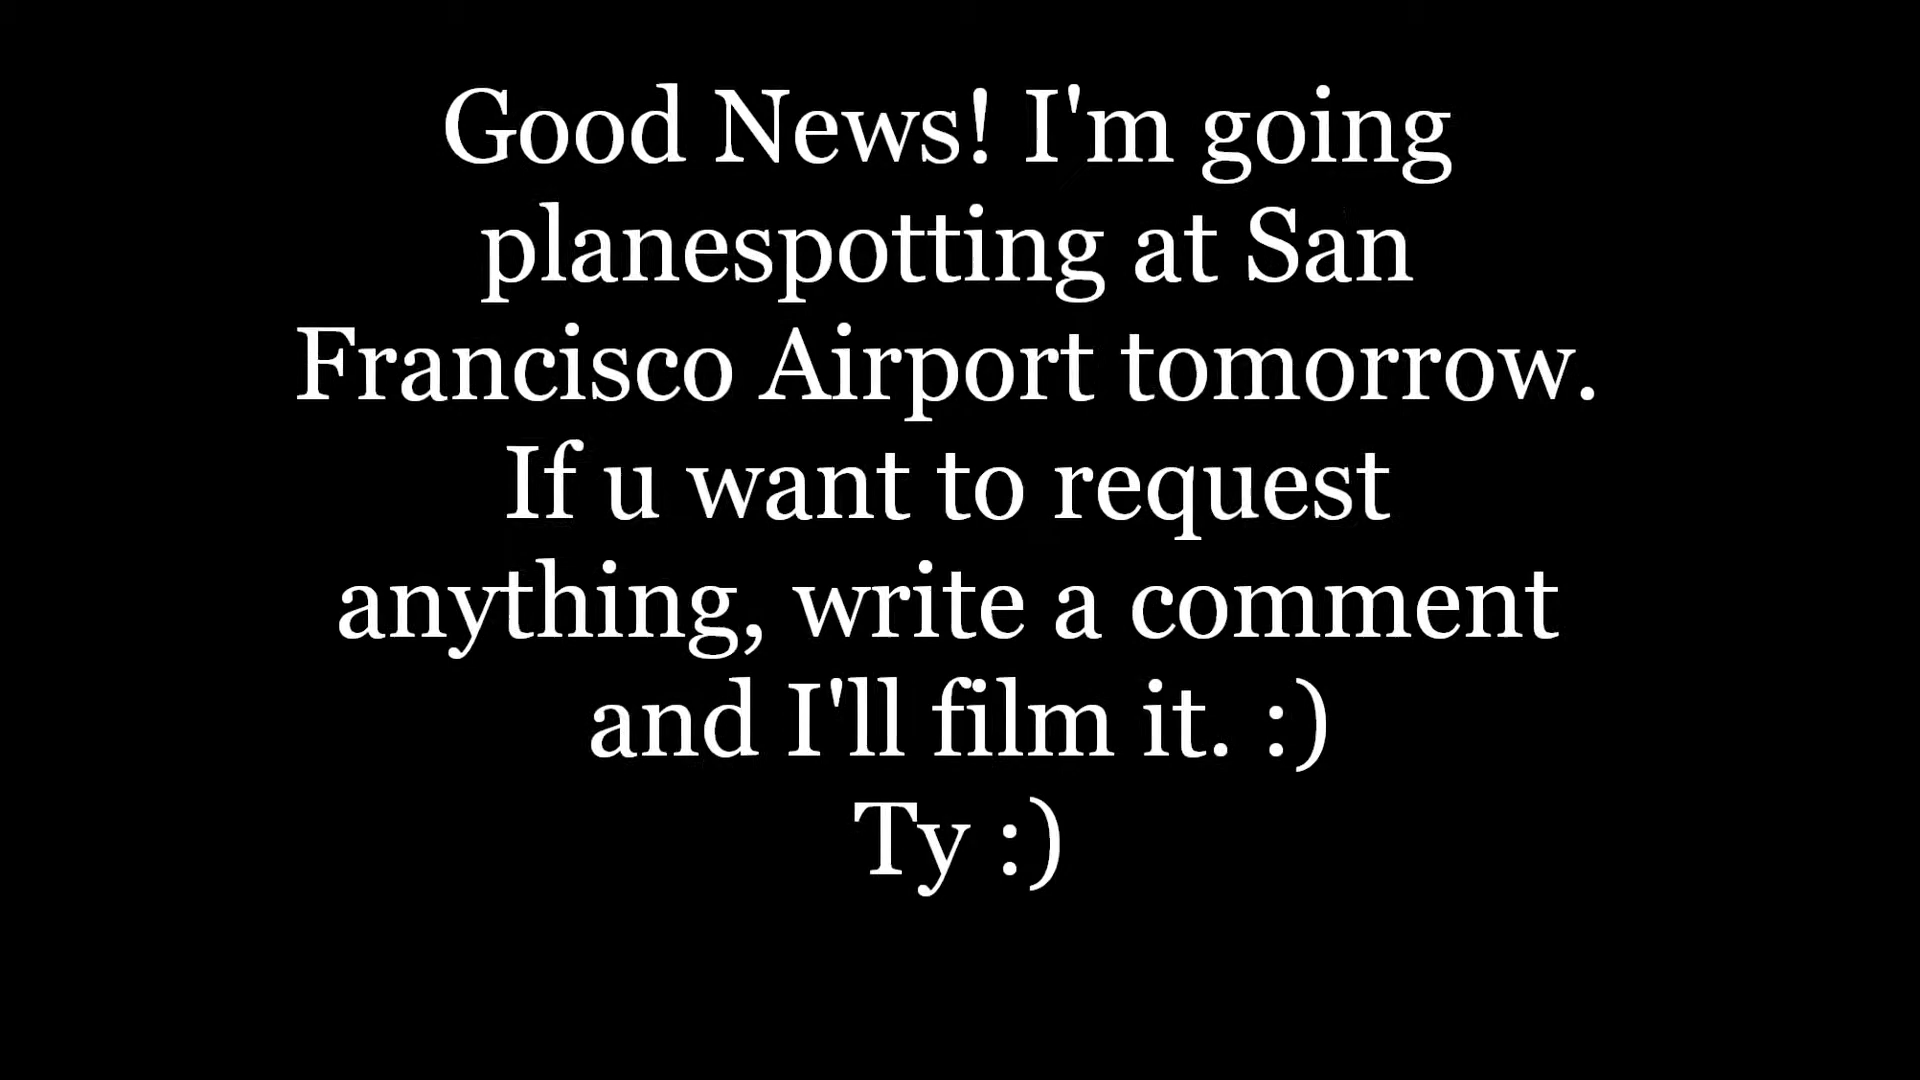 Good News! I'm going
planespotting at San
Francisco Airport tomorrow.
If u want to request
anything, write a comment
and I'll film it. :)
Ty :)